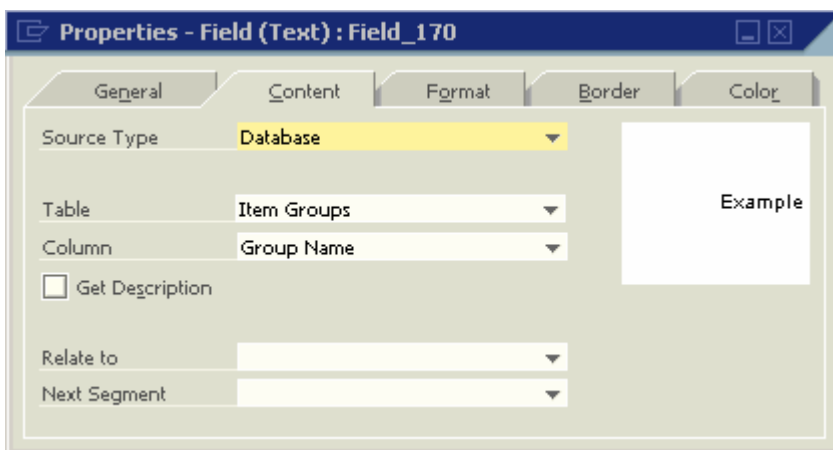 Properties - Field (Text) : Field_170
General Content Format Border Color
Source Type Database
Table Item Groups Example
Column Group Name
Get Description
Relate to
Next Segment